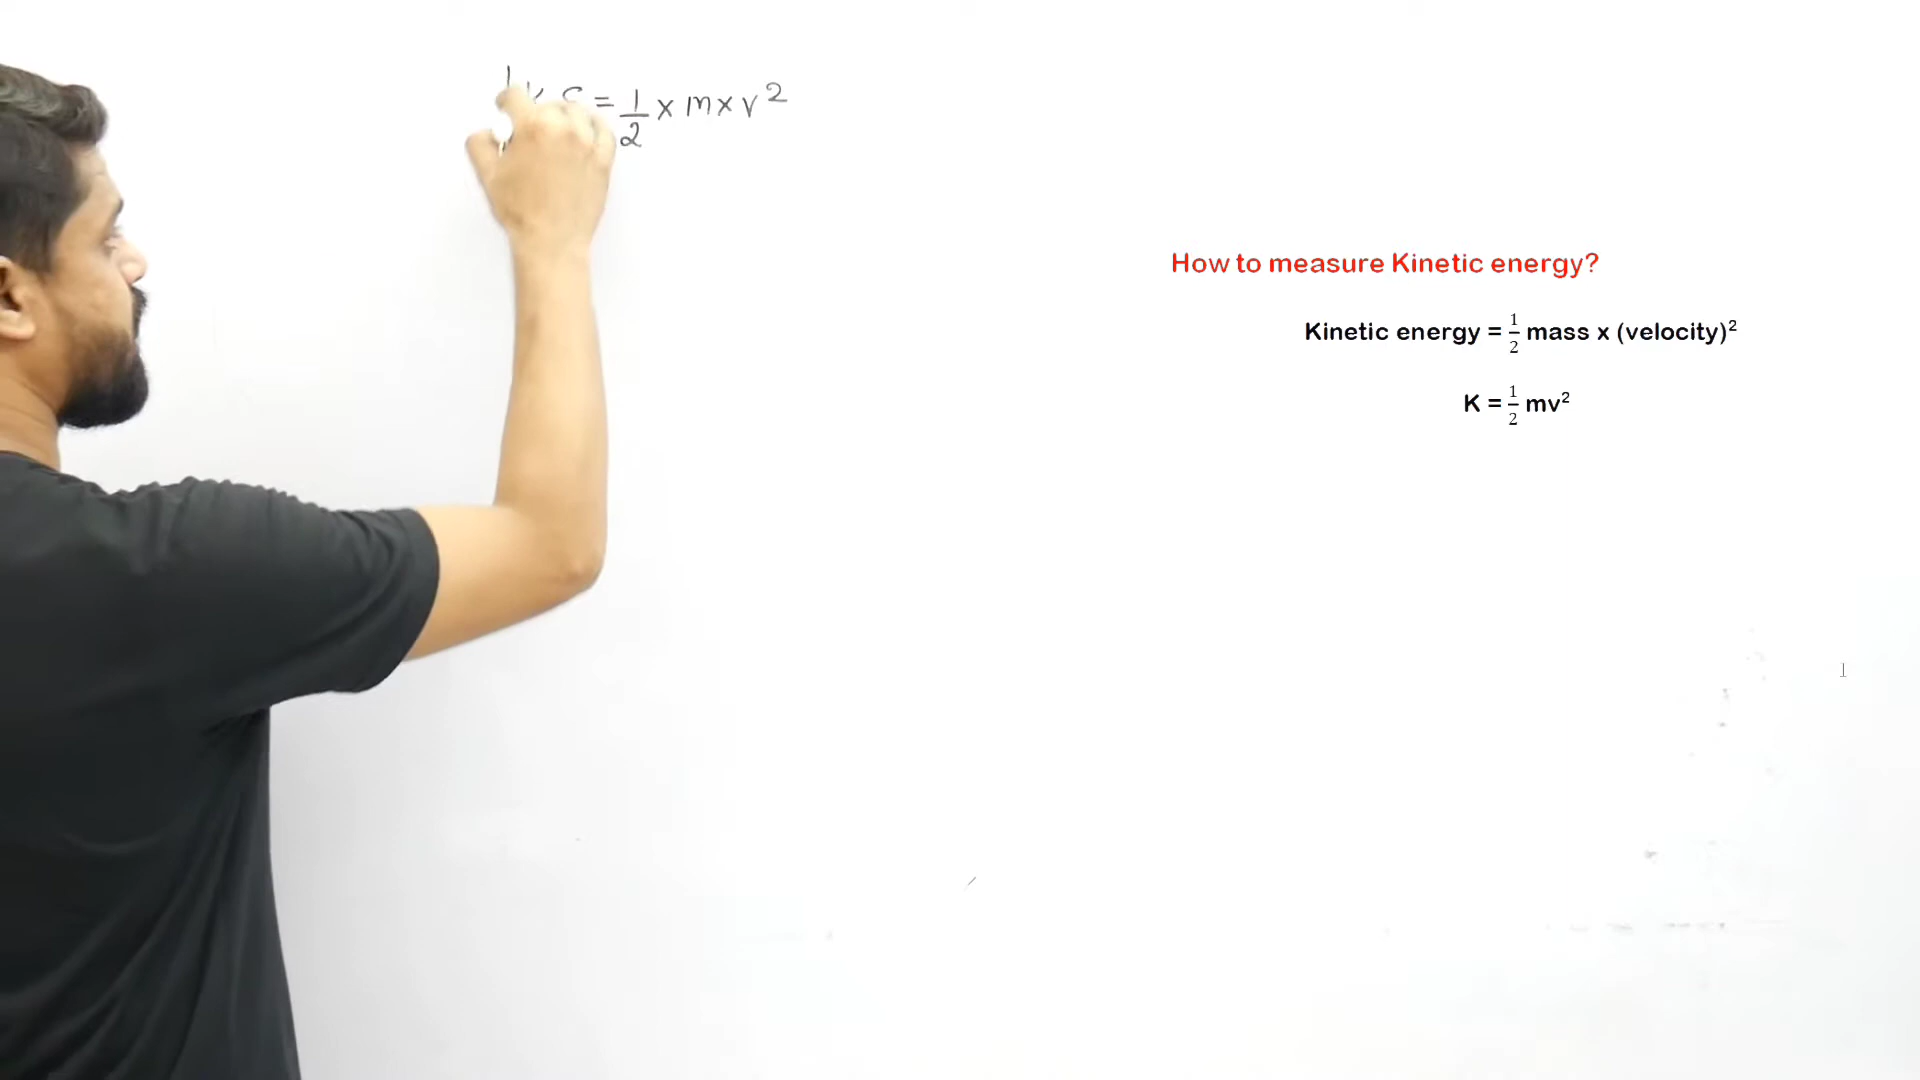 = 1/2 x m x v²
How to measure Kinetic energy?
Kinetic energy = 1/2 mass x (velocity)²
K = 1/2 mv²